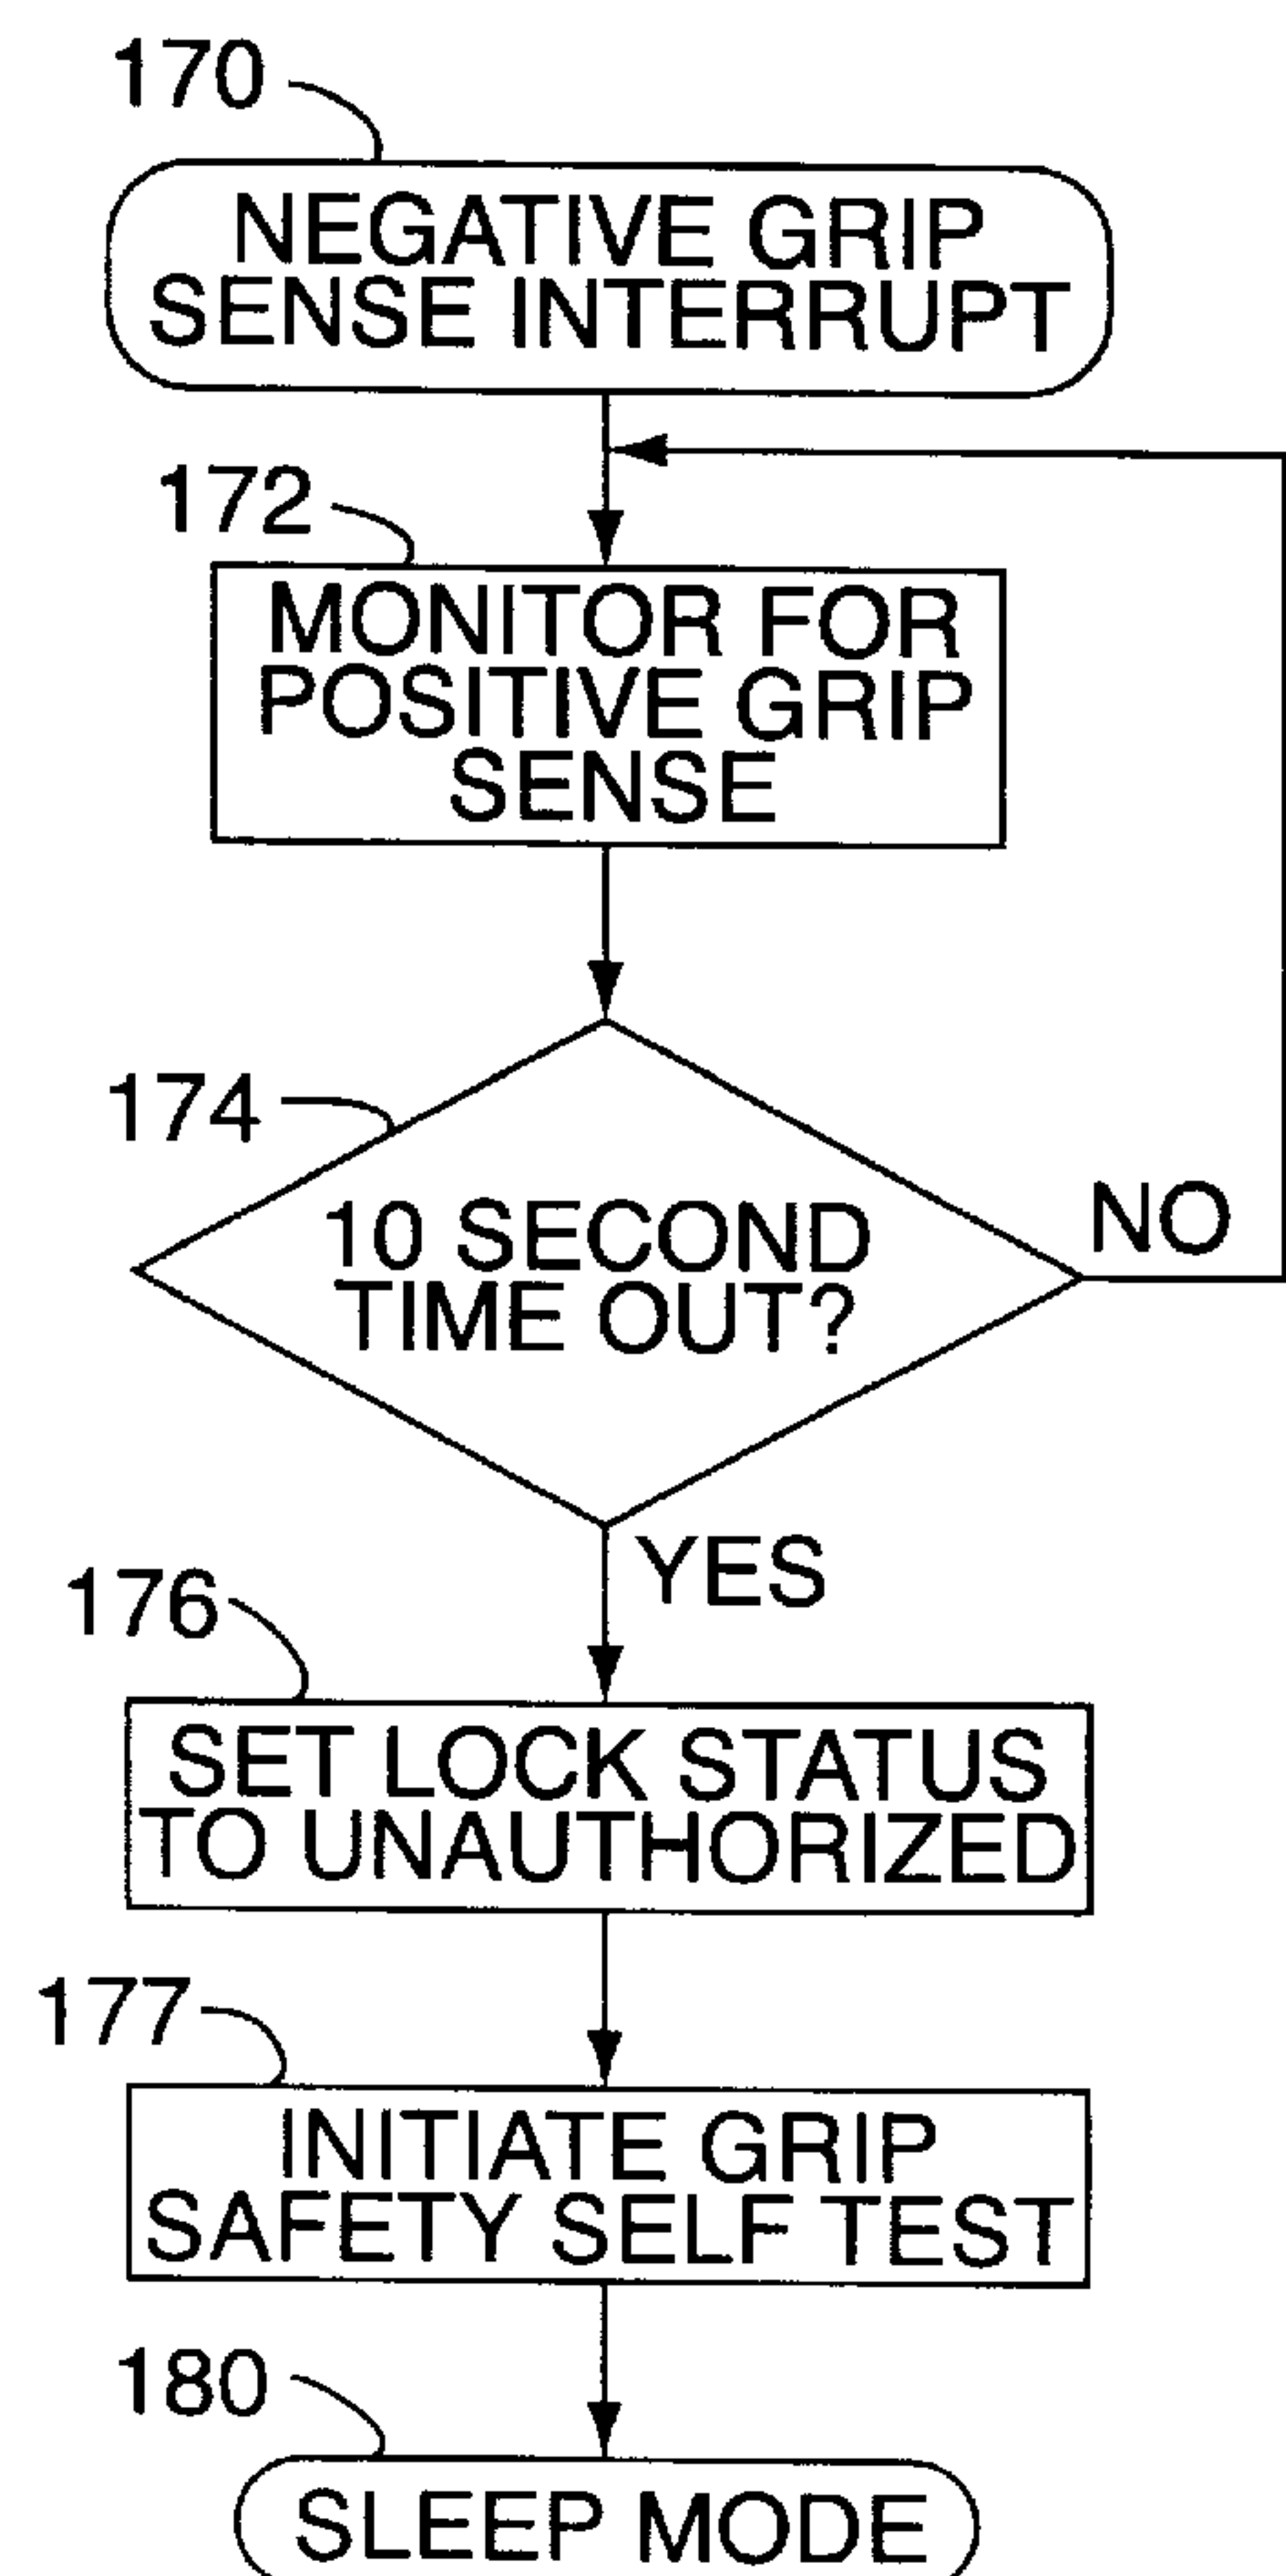 170
NEGATIVE GRIP
SENSE INTERRUPT
172
MONITOR FOR
POSITIVE GRIP
SENSE
174
10 SECOND
TIME OUT?
NO
YES
176
SET LOCK STATUS
TO UNAUTHORIZED
177
INITIATE GRIP
SAFETY SELF TEST
180
SLEEP MODE